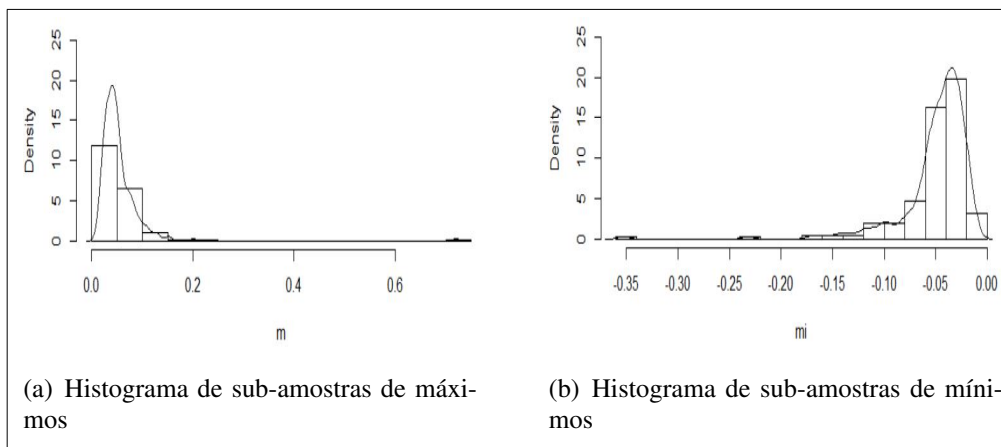 25
20
15
10
5
0
Density
0.0 0.2 0.4 0.6
m
25
20
15
10
5
0
Density
-0.35 -0.30 -0.25 -0.20 -0.15 -0.10 -0.05 0.00
mi
(a) Histograma de sub-amostras de máxi-
mos
(b) Histograma de sub-amostras de míni-
mos